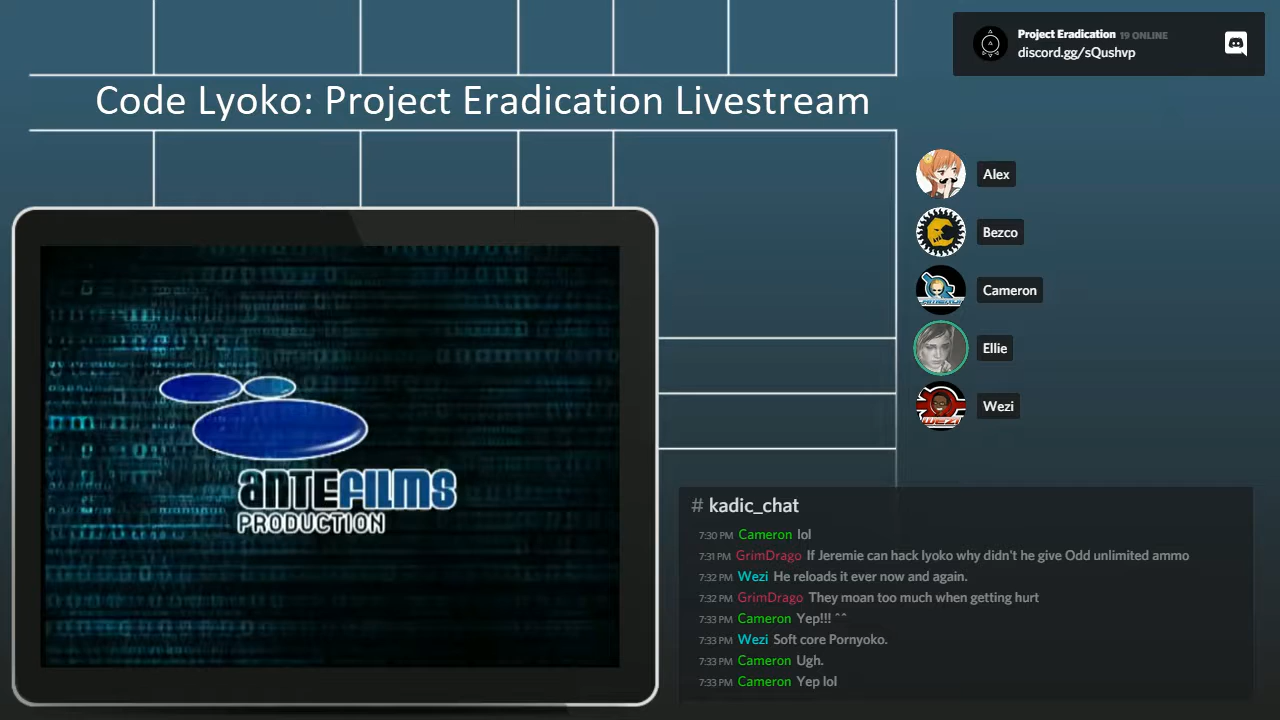 Project Eradication 19 ONLINE
discord.gg/sQushvp
Code Lyoko: Project Eradication Livestream
Alex
Bezco
Cameron
Ellie
WEZI
Wezi
ANTEFILMS
PRODUCTION
# kadic_chat
7:30 PM Cameron lol
7:31 PM GrimDrago If Jeremie can hack lyoko why didn't he give Odd unlimited ammo
7:32 PM Wezi He reloads it ever now and again.
7:32 PM GrimDrago They moan too much when getting hurt
7:33 PM Cameron Yep!!! ^^
7:33 PM Wezi Soft core Pornyoko.
7:33 PM Cameron Ugh.
7:33 PM Cameron Yep lol